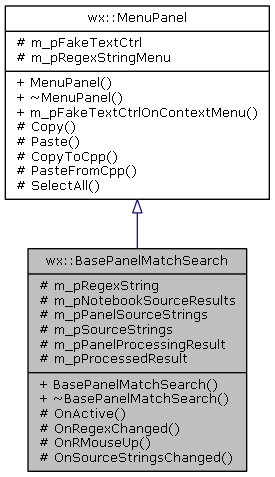 wx::MenuPanel
# m_pFakeTextCtrl
# m_pRegexStringMenu
+ MenuPanel()
+ ~MenuPanel()
+ m_pFakeTextCtrlOnContextMenu()
# Copy()
# Paste()
# CopyToCpp()
# PasteFromCpp()
# SelectAll()
wx::BasePanelMatchSearch
# m_pRegexString
# m_pNotebookSourceResults
# m_pPanelSourceStrings
# m_pSourceStrings
# m_pPanelProcessingResult
# m_pProcessedResult
+ BasePanelMatchSearch()
+ ~BasePanelMatchSearch()
# OnActive()
# OnRegexChanged()
# OnRMouseUp()
# OnSourceStringsChanged()